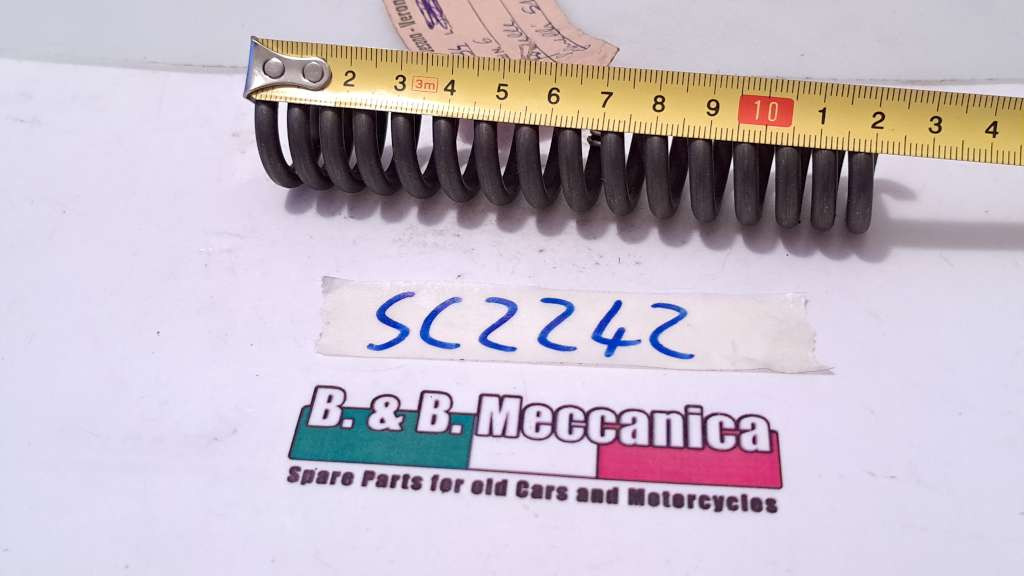 2 3 3m 4 5 6 7 8 9 10 1 2 3 4
SC2242
B. & B. Meccanica
Spare Parts for old Cars and Motorcycles